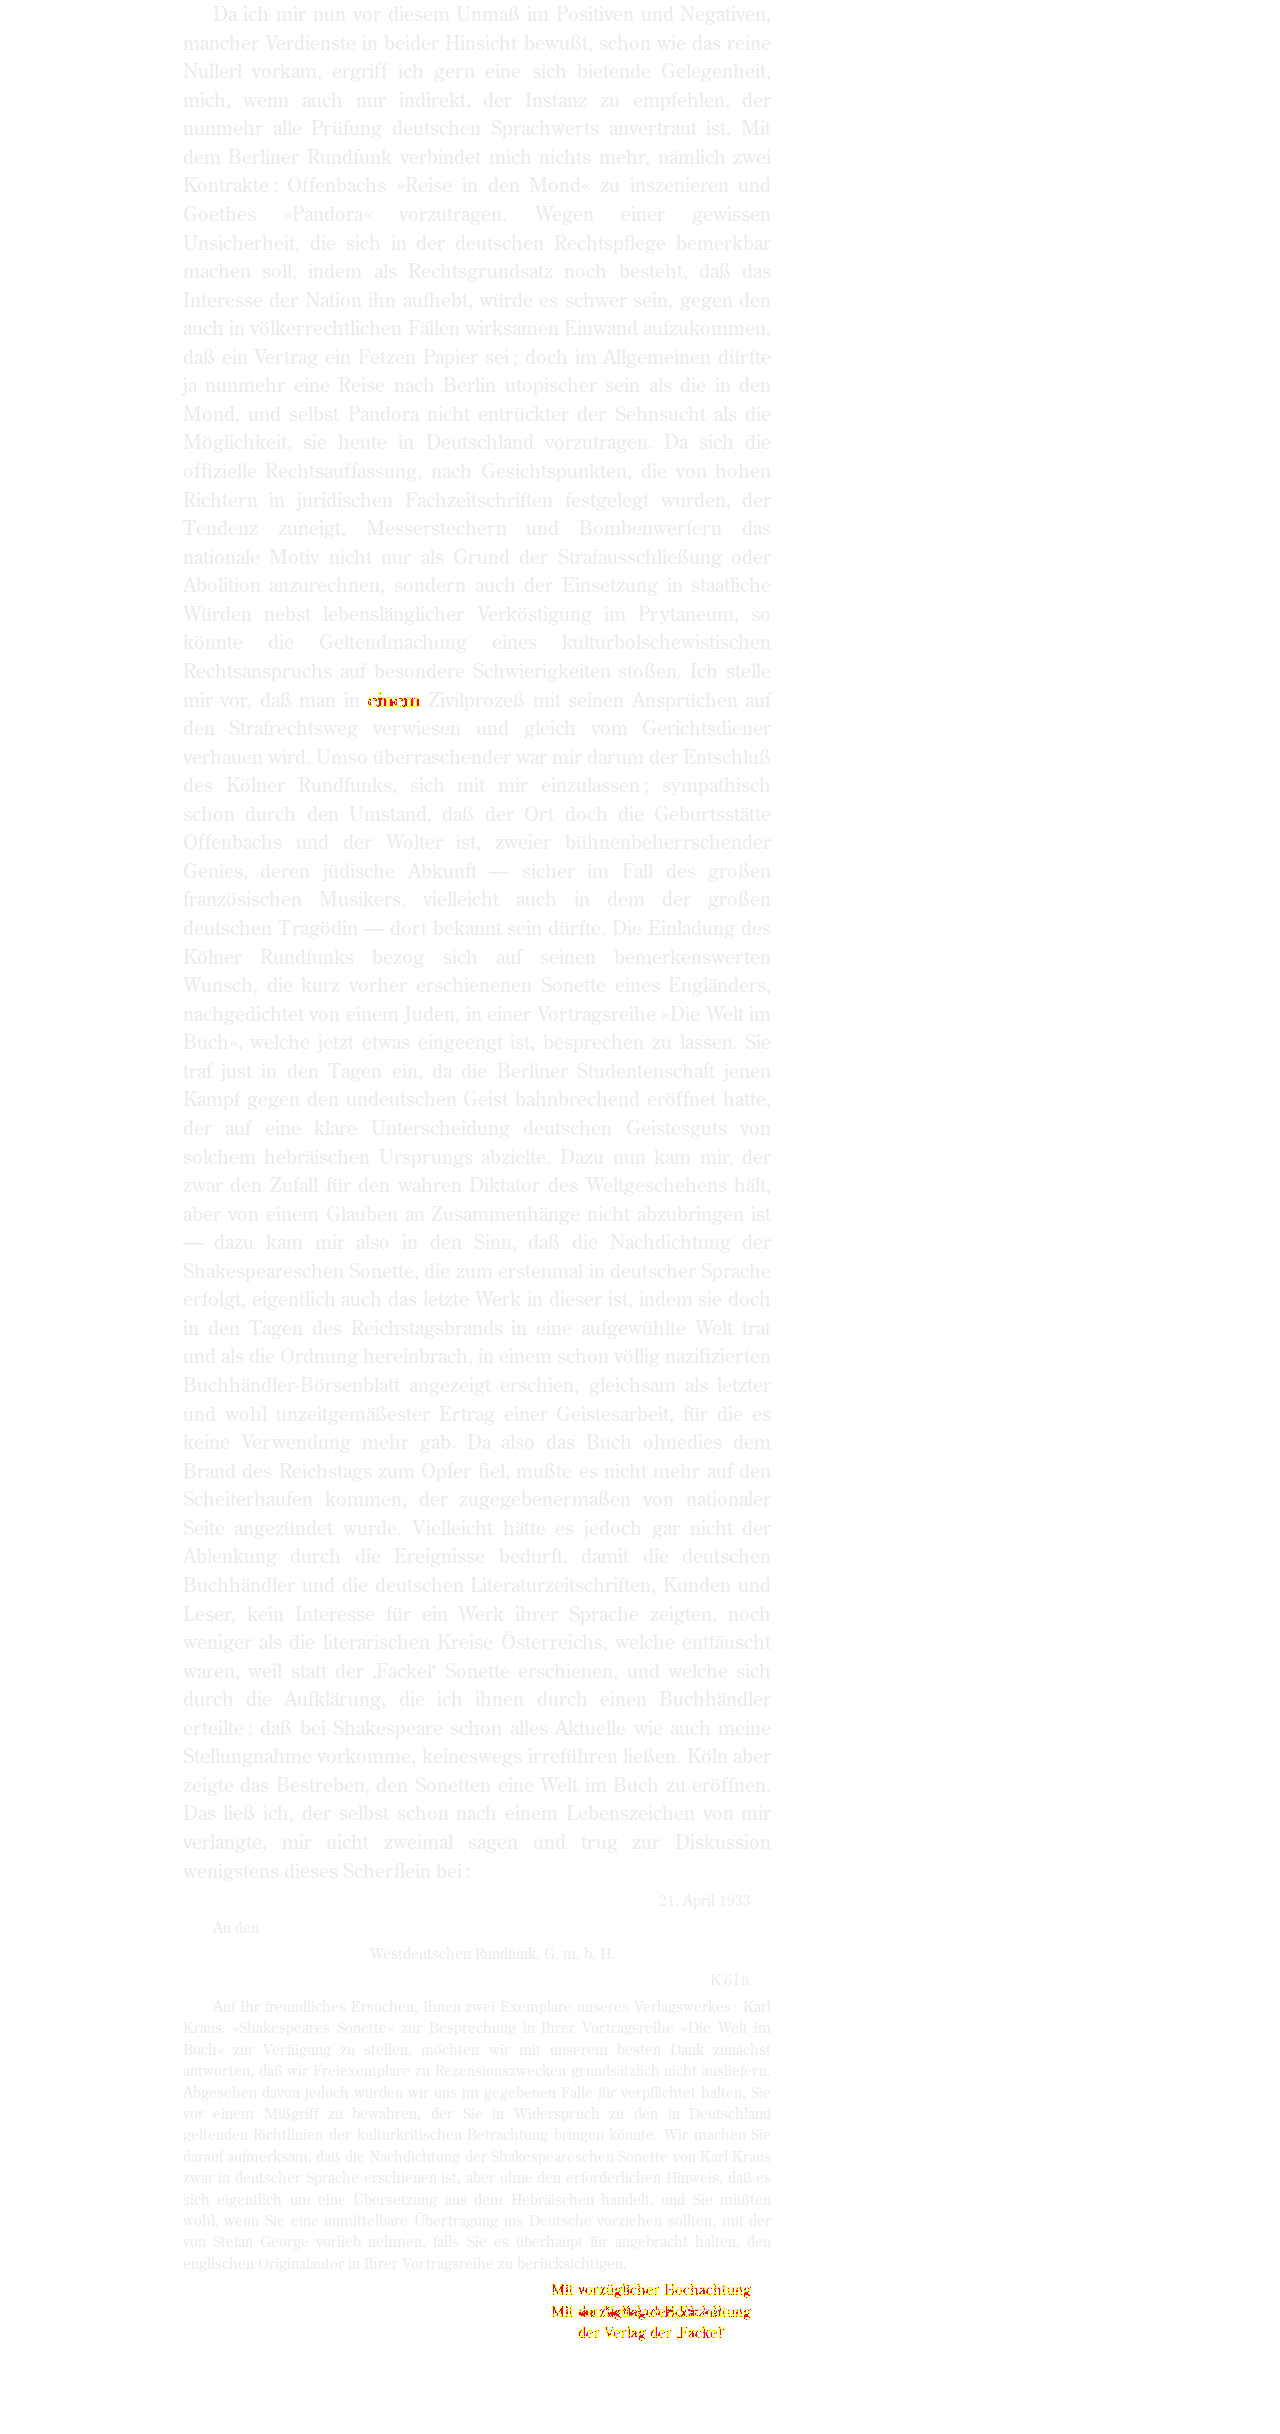 Da ich mir nun vor diesem Unmaß im Positiven und Negativen,
mancher Verdienste in beider Hinsicht bewußt, schon wie das reine
Nullerl vorkam, ergriff ich gern eine sich bietende Gelegenheit,
mich, wenn auch nur indirekt, der Instanz zu empfehlen, der
nunmehr alle Prüfung deutschen Sprachwerts anvertraut ist. Mit
dem Berliner Rundfunk verbindet mich nichts mehr, nämlich zwei
Kontrakte : Offenbachs »Reise in den Mond« zu inszenieren und
Goethes »Pandora« vorzutragen. Wegen einer gewissen
Unsicherheit, die sich in der deutschen Rechtspflege bemerkbar
machen soll, indem als Rechtsgrundsatz noch besteht, daß das
Interesse der Nation ihn aufhebt, würde es schwer sein, gegen den
auch in völkerrechtlichen Fällen wirksamen Einwand aufzukommen,
daß ein Vertrag ein Fetzen Papier sei ; doch im Allgemeinen dürfte
ja nunmehr eine Reise nach Berlin utopischer sein als die in den
Mond, und selbst Pandora nicht entrückter der Sehnsucht als die
Möglichkeit, sie heute in Deutschland vorzutragen. Da sich die
offizielle Rechtsauffassung, nach Gesichtspunkten, die von hohen
Richtern in juridischen Fachzeitschriften festgelegt wurden, der
Tendenz zuneigt, Messerstechern und Bombenwerfern das
nationale Motiv nicht nur als Grund der Strafausschließung oder
Abolition anzurechnen, sondern auch der Einsetzung in staatliche
Würden nebst lebenslänglicher Verköstigung im Prytaneum, so
könnte die Geltendmachung eines kulturbolschewistischen
Rechtsanspruchs auf besondere Schwierigkeiten stoßen. Ich stelle
mir vor, daß man in Zivilprozeß mit seinen Ansprüchen auf
den Strafrechtsweg verwiesen und gleich vom Gerichtsdiener
verhauen wird. Umso überraschender war mir darum der Entschluß
des Kölner Rundfunks, sich mit mir einzulassen ; sympathisch
schon durch den Umstand, daß der Ort doch die Geburtsstätte
Offenbachs und der Wolter ist, zweier bühnenbeherrschender
Genies, deren jüdische Abkunft — sicher im Fall des großen
französischen Musikers, vielleicht auch in dem der großen
deutschen Tragödin — dort bekannt sein dürfte. Die Einladung des
Kölner Rundfunks bezog sich auf seinen bemerkenswerten
Wunsch, die kurz vorher erschienenen Sonette eines Engländers,
nachgedichtet von einem Juden, in einer Vortragsreihe »Die Welt im
Buch«, welche jetzt etwas eingeengt ist, besprechen zu lassen. Sie
traf just in den Tagen ein, da die Berliner Studentenschaft jenen
Kampf gegen den undeutschen Geist bahnbrechend eröffnet hatte,
der auf eine klare Unterscheidung deutschen Geistesguts von
solchem hebräischen Ursprungs abzielte. Dazu nun kam mir, der
zwar den Zufall für den wahren Diktator des Weltgeschehens hält,
aber von einem Glauben an Zusammenhänge nicht abzubringen ist
— dazu kam mir also in den Sinn, daß die Nachdichtung der
Shakespeareschen Sonette, die zum erstenmal in deutscher Sprache
erfolgt, eigentlich auch das letzte Werk in dieser ist, indem sie doch
in den Tagen des Reichstagsbrands in eine aufgewühlte Welt trat
und als die Ordnung hereinbrach, in einem schon völlig nazifizierten
Buchhändler-Börsenblatt angezeigt erschien, gleichsam als letzter
und wohl unzeitgemäßester Ertrag einer Geistesarbeit, für die es
keine Verwendung mehr gab. Da also das Buch ohnedies dem
Brand des Reichstags zum Opfer fiel, mußte es nicht mehr auf den
Scheiterhaufen kommen, der zugegebenermaßen von nationaler
Seite angezündet wurde. Vielleicht hätte es jedoch gar nicht der
Ablenkung durch die Ereignisse bedurft, damit die deutschen
Buchhändler und die deutschen Literaturzeitschriften, Kunden und
Leser, kein Interesse für ein Werk ihrer Sprache zeigten, noch
weniger als die literarischen Kreise Österreichs, welche enttäuscht
waren, weil statt der ‚Fackel‘ Sonette erschienen, und welche sich
durch die Aufklärung, die ich ihnen durch einen Buchhändler
erteilte : daß bei Shakespeare schon alles Aktuelle wie auch meine
Stellungnahme vorkomme, keineswegs irreführen ließen. Köln aber
zeigte das Bestreben, den Sonetten eine Welt im Buch zu eröffnen.
Das ließ ich, der selbst schon nach einem Lebenszeichen von mir
verlangte, mir nicht zweimal sagen und trug zur Diskussion
wenigstens dieses Scherflein bei :
21. April 1933
An den
Westdeutschen Rundfunk, G. m. b. H.
Köln
Auf Ihr freundliches Ersuchen, Ihnen zwei Exemplare unseres Verlagswerkes : Karl
Kraus, »Shakespeares Sonette« zur Besprechung in Ihrer Vortragsreihe »Die Welt im
Buch« zur Verfügung zu stellen, möchten wir mit unserem besten Dank zunächst
antworten, daß wir Freiexemplare zu Rezensionszwecken grundsätzlich nicht ausliefern.
Abgesehen davon jedoch würden wir uns im gegebenen Falle für verpflichtet halten, Sie
vor einem Mißgriff zu bewahren, der Sie in Widerspruch zu den in Deutschland
geltenden Richtlinien der kulturkritischen Betrachtung bringen könnte. Wir machen Sie
darauf aufmerksam, daß die Nachdichtung der Shakespeareschen Sonette von Karl Kraus
zwar in deutscher Sprache erschienen ist, aber ohne den erforderlichen Hinweis, daß es
sich eigentlich um eine Übersetzung aus dem Hebräischen handelt, und Sie müßten
wohl, wenn Sie eine unmittelbare Übertragung ins Deutsche vorziehen sollten, mit der
von Stefan George vorlieb nehmen, falls Sie es überhaupt für angebracht halten, den
englischen Originalautor in Ihrer Vortragsreihe zu berücksichtigen.
Mit vorzüglicher Hochachtung
der Verlag der ‚Fackel‘